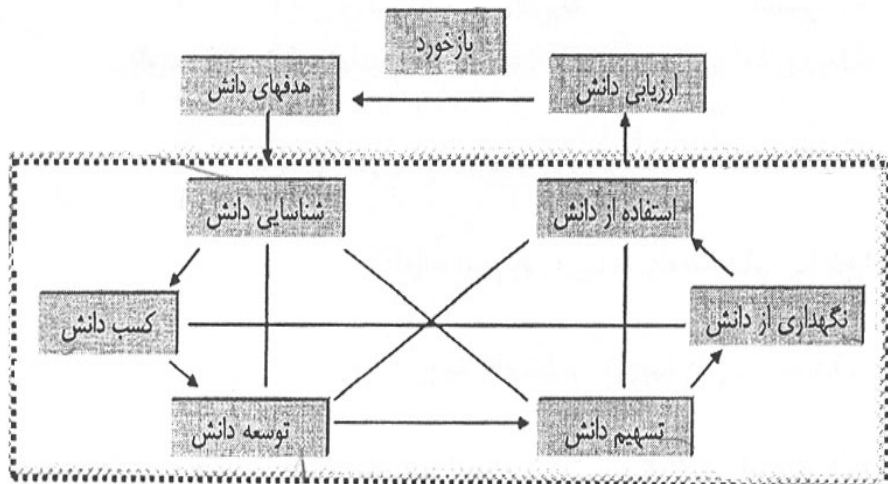 بازخورد
هدفهای دانش
ارزیابی دانش
شناسایی دانش
استفاده از دانش
کسب دانش
نگهداری از دانش
توسعه دانش
تسهیم دانش